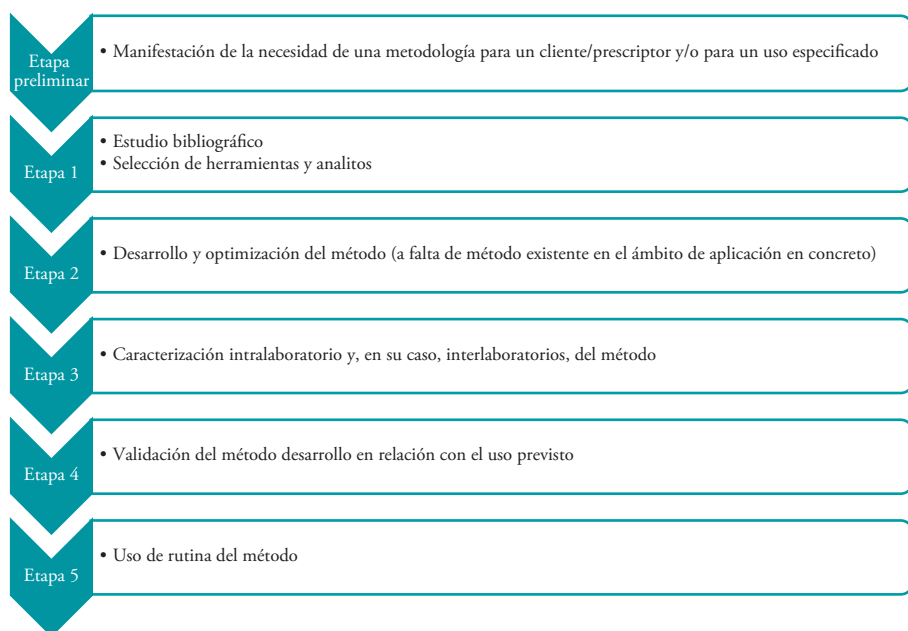 Etapa
preliminar
• Manifestación de la necesidad de una metodología para un cliente/prescriptor y/o para un uso especificado
Etapa 1
• Estudio bibliográfico
• Selección de herramientas y analitos
Etapa 2
• Desarrollo y optimización del método (a falta de método existente en el ámbito de aplicación en concreto)
Etapa 3
• Caracterización intralaboratorio y, en su caso, interlaboratorios, del método
Etapa 4
• Validación del método desarrollo en relación con el uso previsto
Etapa 5
• Uso de rutina del método